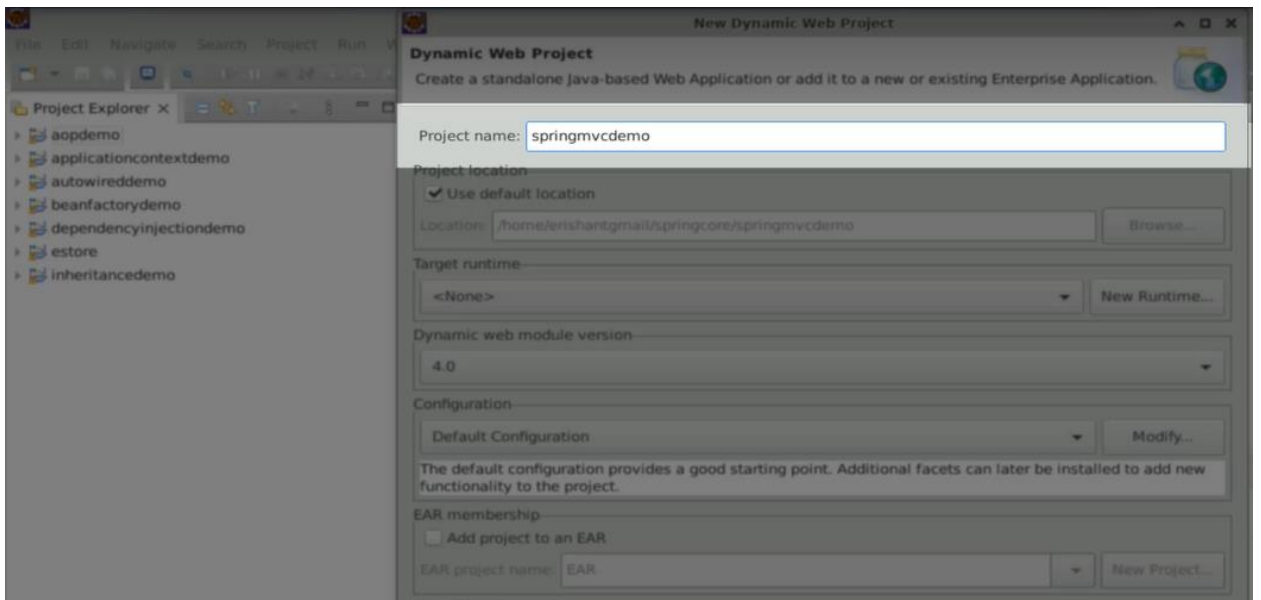 New Dynamic Web Project
File Edit Navigate Search Project Run
Dynamic Web Project
Create a standalone Java-based Web Application or add it to a new or existing Enterprise Application.
Project Explorer
aopdemo
applicationcontextdemo
autowireddemo
beanfactorydemo
dependencyinjectiondemo
estore
inheritancedemo
Project name: springmvcdemo
Project location
Use default location
Location: /home/erishantgmail/springcore/springmvcdemo Browse...
Target runtime
<None> New Runtime...
Dynamic web module version
4.0
Configuration
Default Configuration Modify...
The default configuration provides a good starting point. Additional facets can later be installed to add new
functionality to the project.
EAR membership
Add project to an EAR
EAR project name: EAR New Project...